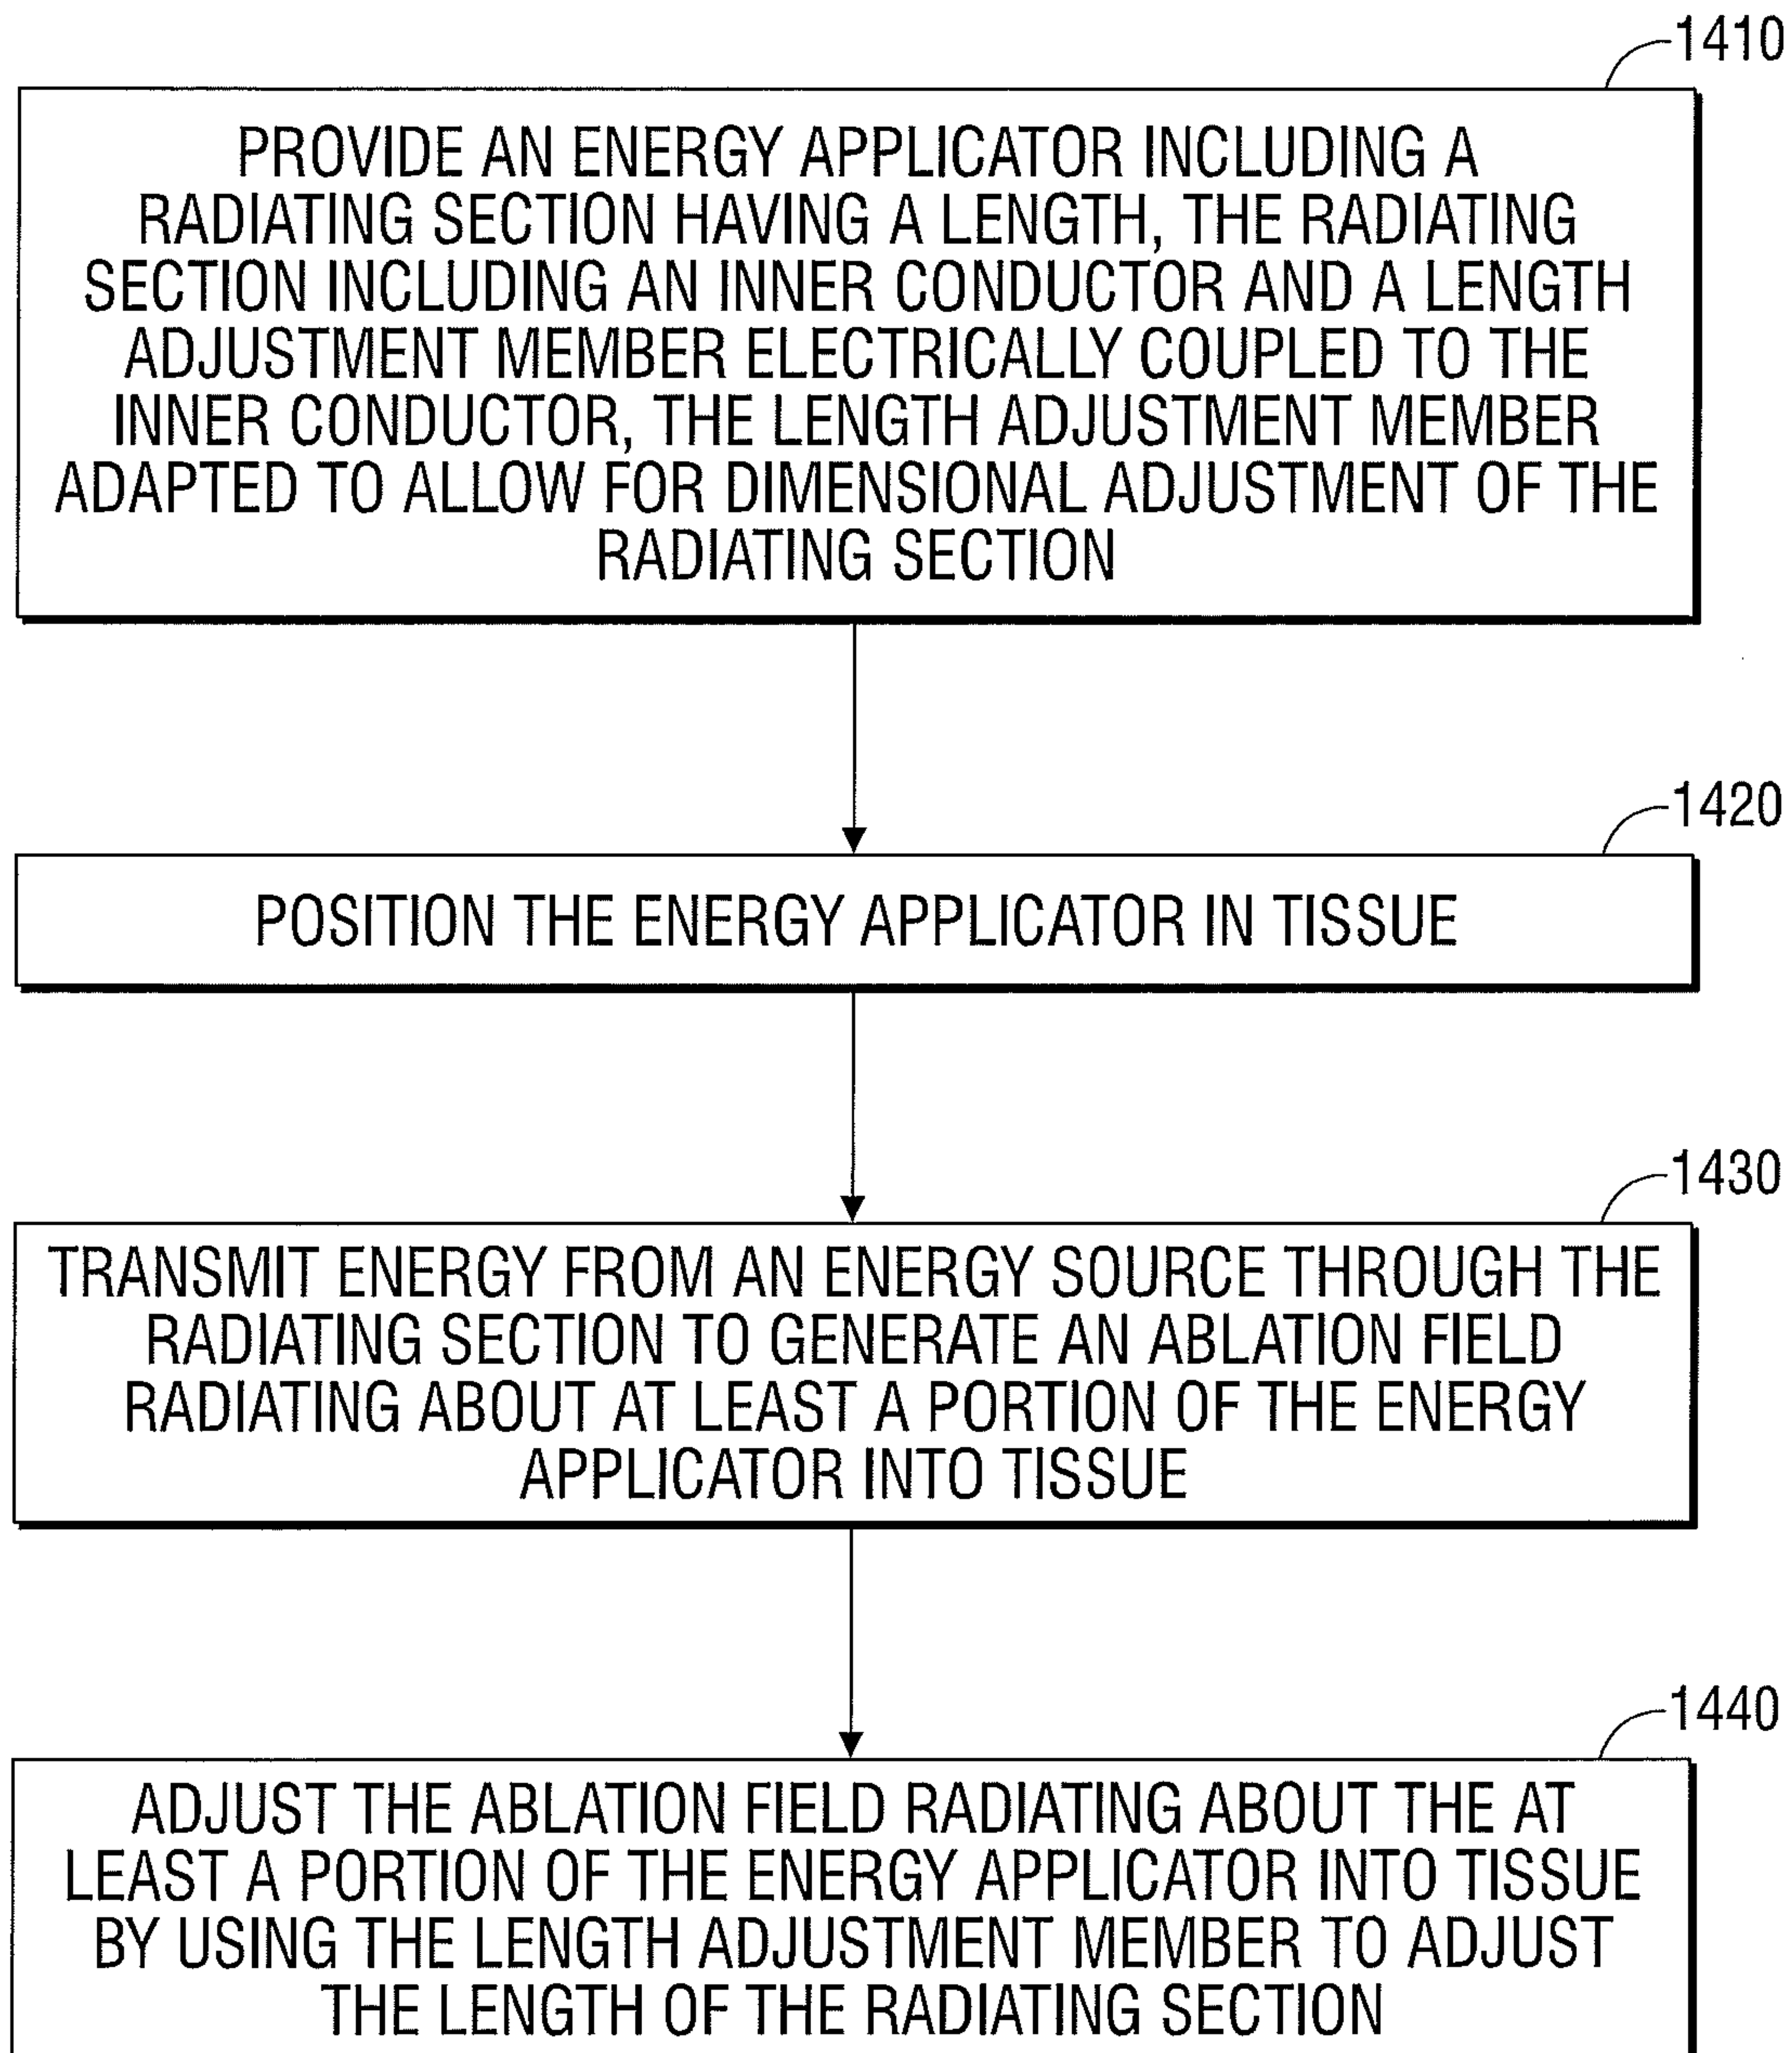 1410
PROVIDE AN ENERGY APPLICATOR INCLUDING A
RADIATING SECTION HAVING A LENGTH, THE RADIATING
SECTION INCLUDING AN INNER CONDUCTOR AND A LENGTH
ADJUSTMENT MEMBER ELECTRICALLY COUPLED TO THE
INNER CONDUCTOR, THE LENGTH ADJUSTMENT MEMBER
ADAPTED TO ALLOW FOR DIMENSIONAL ADJUSTMENT OF THE
RADIATING SECTION
1420
POSITION THE ENERGY APPLICATOR IN TISSUE
1430
TRANSMIT ENERGY FROM AN ENERGY SOURCE THROUGH THE
RADIATING SECTION TO GENERATE AN ABLATION FIELD
RADIATING ABOUT AT LEAST A PORTION OF THE ENERGY
APPLICATOR INTO TISSUE
1440
ADJUST THE ABLATION FIELD RADIATING ABOUT THE AT
LEAST A PORTION OF THE ENERGY APPLICATOR INTO TISSUE
BY USING THE LENGTH ADJUSTMENT MEMBER TO ADJUST
THE LENGTH OF THE RADIATING SECTION